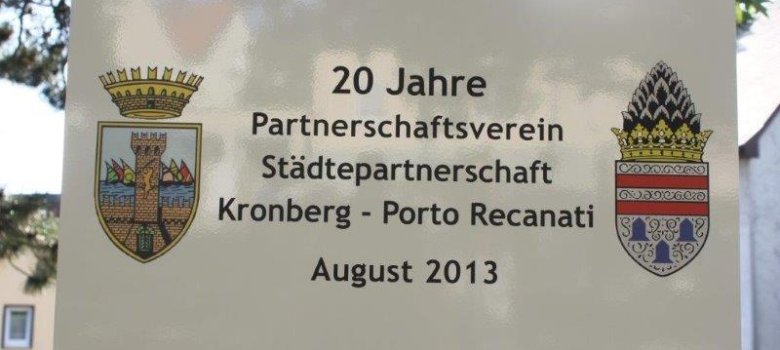 20 Jahre
Partnerschaftsverein
Städtepartnerschaft
Kronberg - Porto Recanati
August 2013